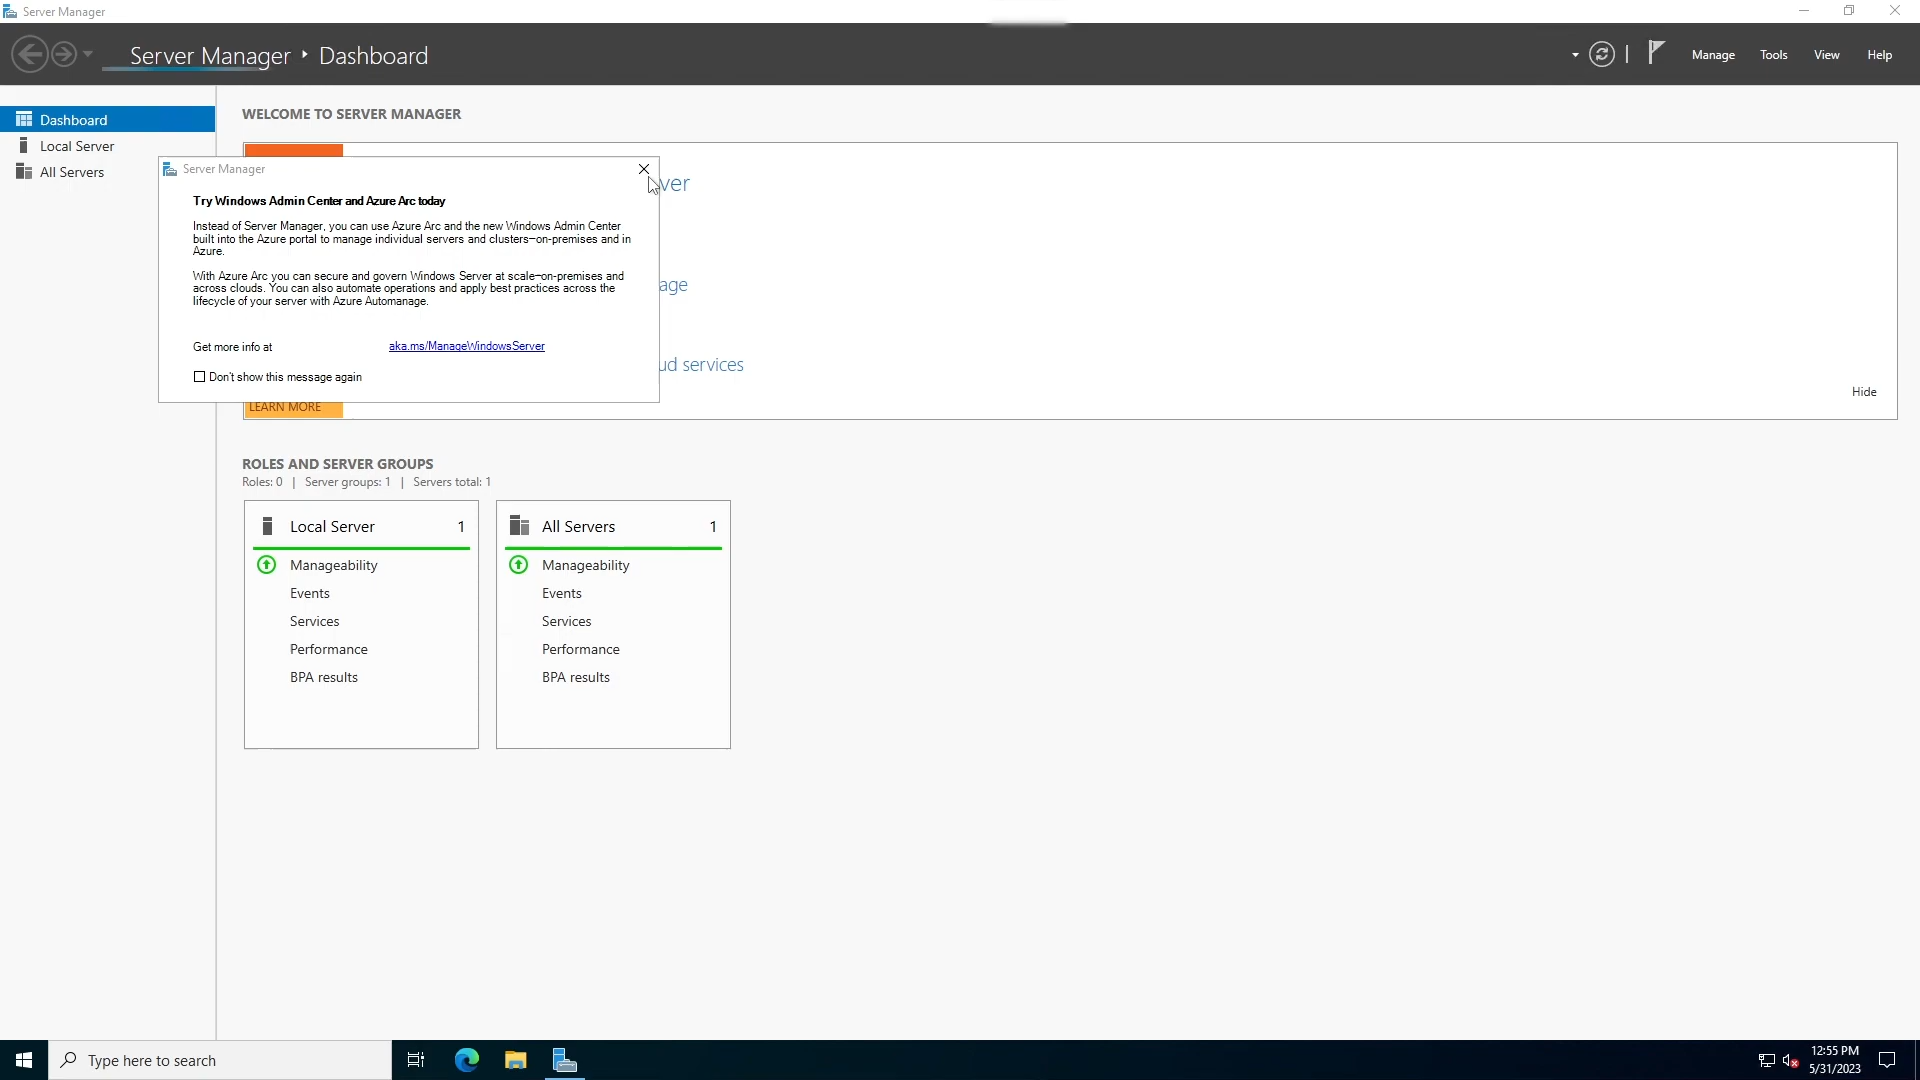 Server Manager
Server Manager ‣ Dashboard
Manage
Tools
View
Help
Dashboard
Local Server
All Servers
WELCOME TO SERVER MANAGER
Server Manager
Try Windows Admin Center and Azure Arc today
Instead of Server Manager, you can use Azure Arc and the new Windows Admin Center
built into the Azure portal to manage individual servers and clusters–on-premises and in
Azure.
With Azure Arc you can secure and govern Windows Server at scale–on-premises and
across clouds. You can also automate operations and apply best practices across the
lifecycle of your server with Azure Automanage.
Get more info at aka.ms/ManageWindowsServer
Don't show this message again
ver
age
ud services
Hide
LEARN MORE
ROLES AND SERVER GROUPS
Roles: 0 | Server groups: 1 | Servers total: 1
Local Server 1
Manageability
Events
Services
Performance
BPA results
All Servers 1
Manageability
Events
Services
Performance
BPA results
Type here to search
12:55 PM
5/31/2023